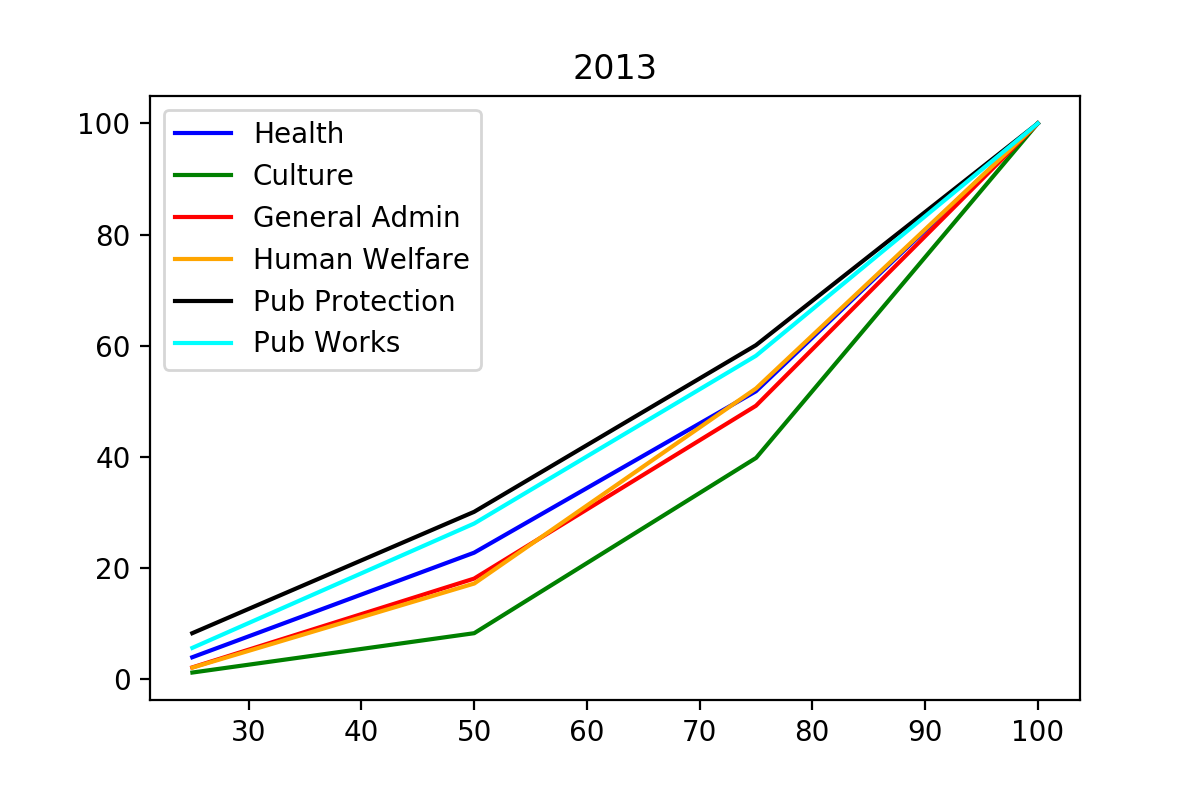 2013
100
80
60
40
20
0
Health
Culture
General Admin
Human Welfare
Pub Protection
Pub Works
30 40 50 60 70 80 90 100